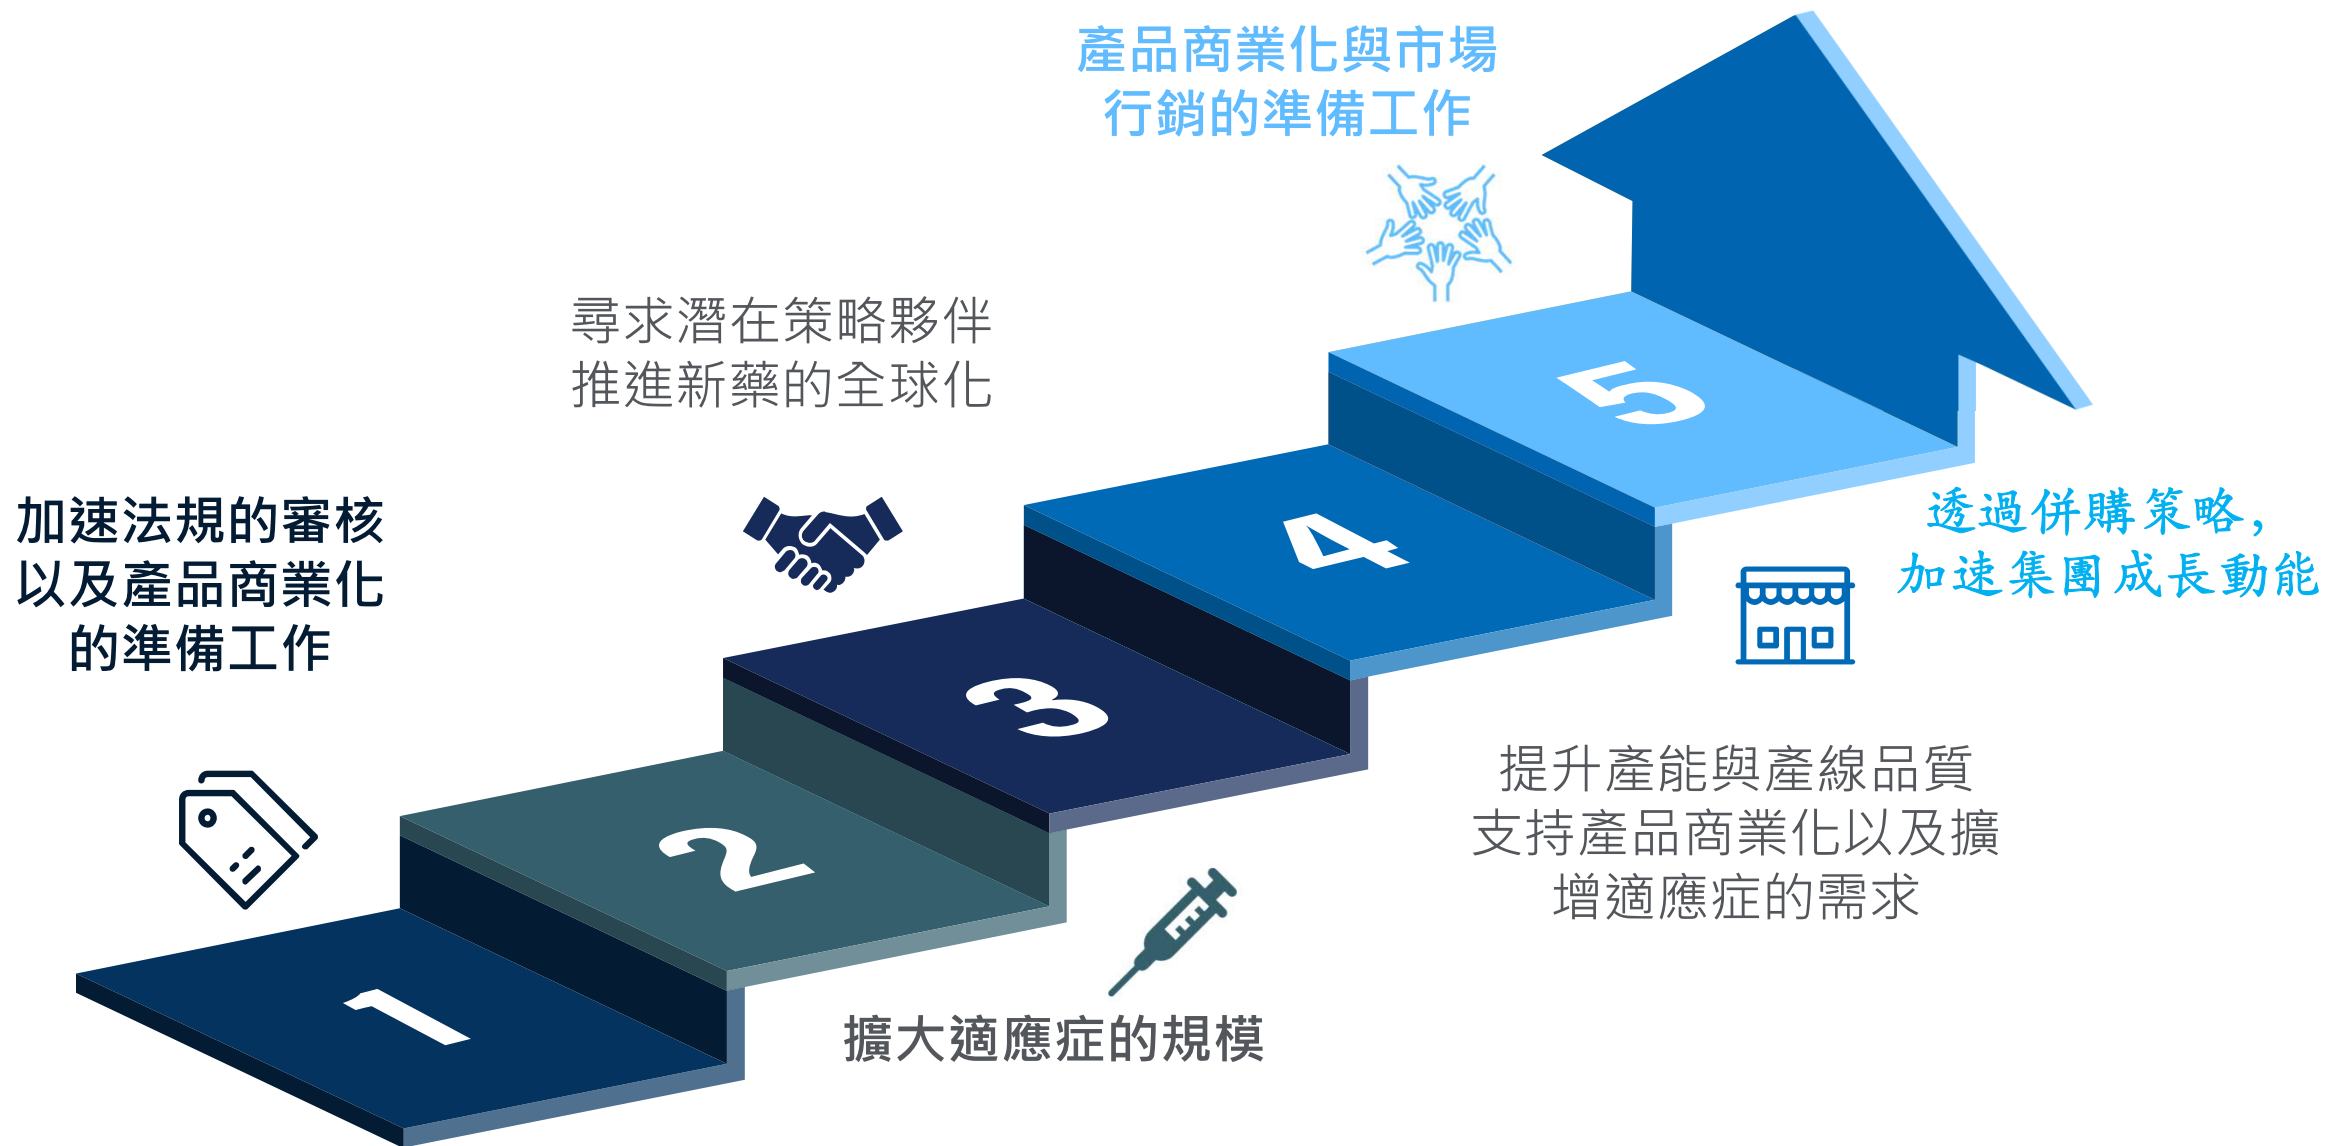 產品商業化與市場
行銷的準備工作
尋求潛在策略夥伴
推進新藥的全球化
加速法規的審核
以及產品商業化
的準備工作
透過併購策略,
加速集團成長動能
提升產能與產線品質
支持產品商業化以及擴
增適應症的需求
擴大適應症的規模
1
2
3
4
5